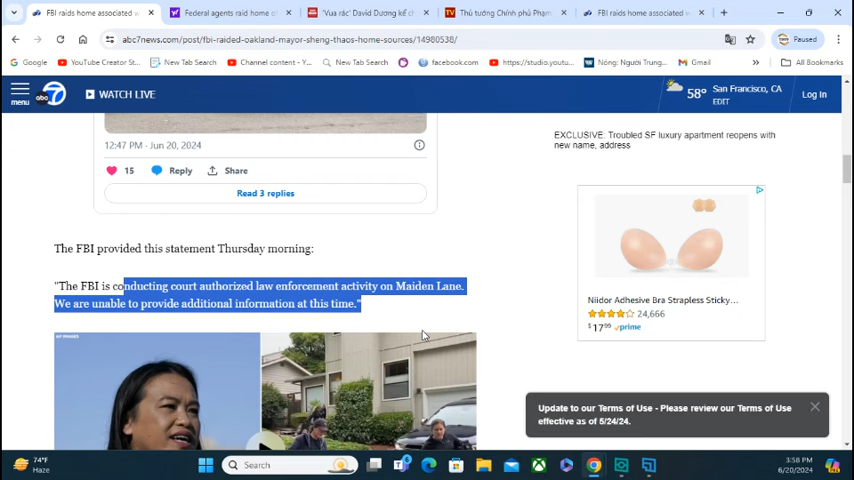 FBI raids home associated w
Federal agents raid home of
'Vua rác' David Dương kể ch
Thủ tướng Chính phủ Phạm
FBI raids home associated w
abc7news.com/post/fbi-raided-oakland-mayor-sheng-thaos-home-sources/14980538/
Paused
Google
YouTube Creator St...
New Tab Search
Channel content - Y...
New Tab Search
facebook.com
https://studio.youtu...
Nóng: Người Trung...
Gmail
All Bookmarks
menu
abc 7
WATCH LIVE
58°
San Francisco, CA
EDIT
Log In
12:47 PM · Jun 20, 2024
15 Reply Share
Read 3 replies
EXCLUSIVE: Troubled SF luxury apartment reopens with
new name, address
The FBI provided this statement Thursday morning:
"The FBI is conducting court authorized law enforcement activity on Maiden Lane.
We are unable to provide additional information at this time."
AP IMAGES
Niidor Adhesive Bra Strapless Sticky...
24,666
$17⁹⁹ prime
Update to our Terms of Use - Please review our Terms of Use
effective as of 5/24/24.
74°F
Haze
Search
3:58 PM
6/20/2024